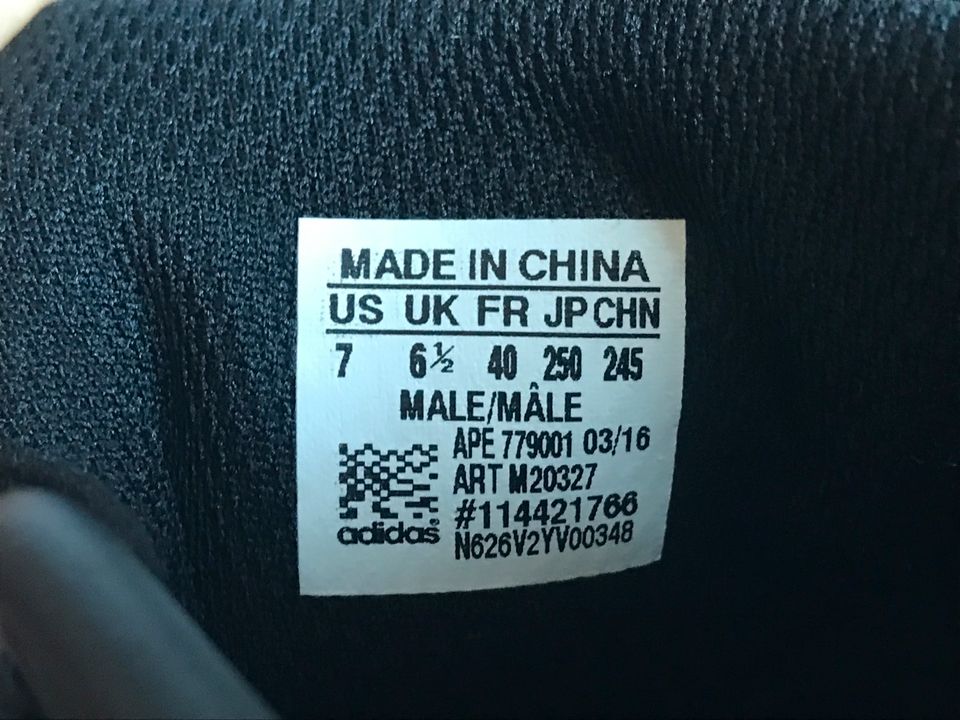 MADE IN CHINA
US UK FR JP CHN
7 6½ 40 250 245
MALE/MÂLE
APE 779001 03/16
ART M20327
#114421766
adidas®
N626V2YV00348